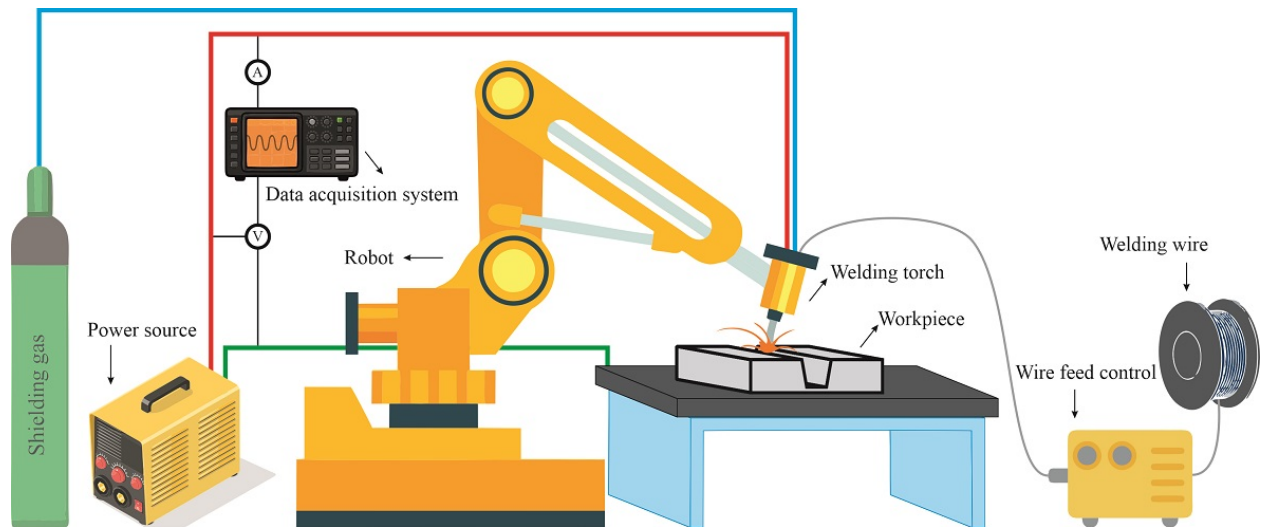 A
Data acquisition system
V
Robot
Welding torch
Welding wire
Power source
Workpiece
Wire feed control
Shielding gas